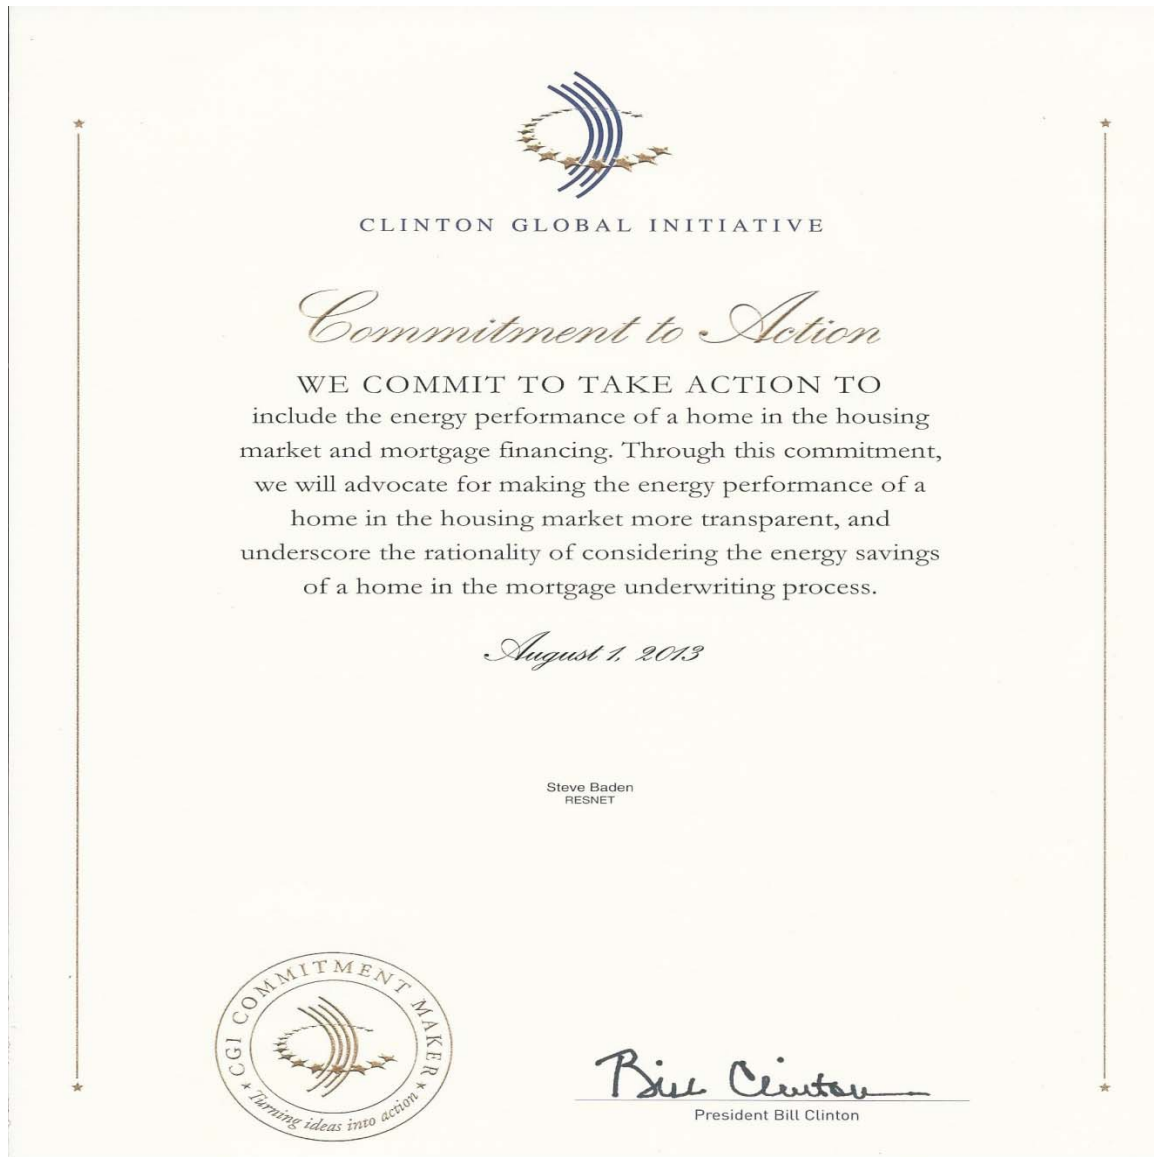 CLINTON GLOBAL INITIATIVE
Commitment to Action
WE COMMIT TO TAKE ACTION TO
include the energy performance of a home in the housing
market and mortgage financing. Through this commitment,
we will advocate for making the energy performance of a
home in the housing market more transparent, and
underscore the rationality of considering the energy savings
of a home in the mortgage underwriting process.
August 1, 2013
Steve Baden
RESNET
CGI COMMITMENT MAKER
Turning ideas into action
Bill Clinton
President Bill Clinton